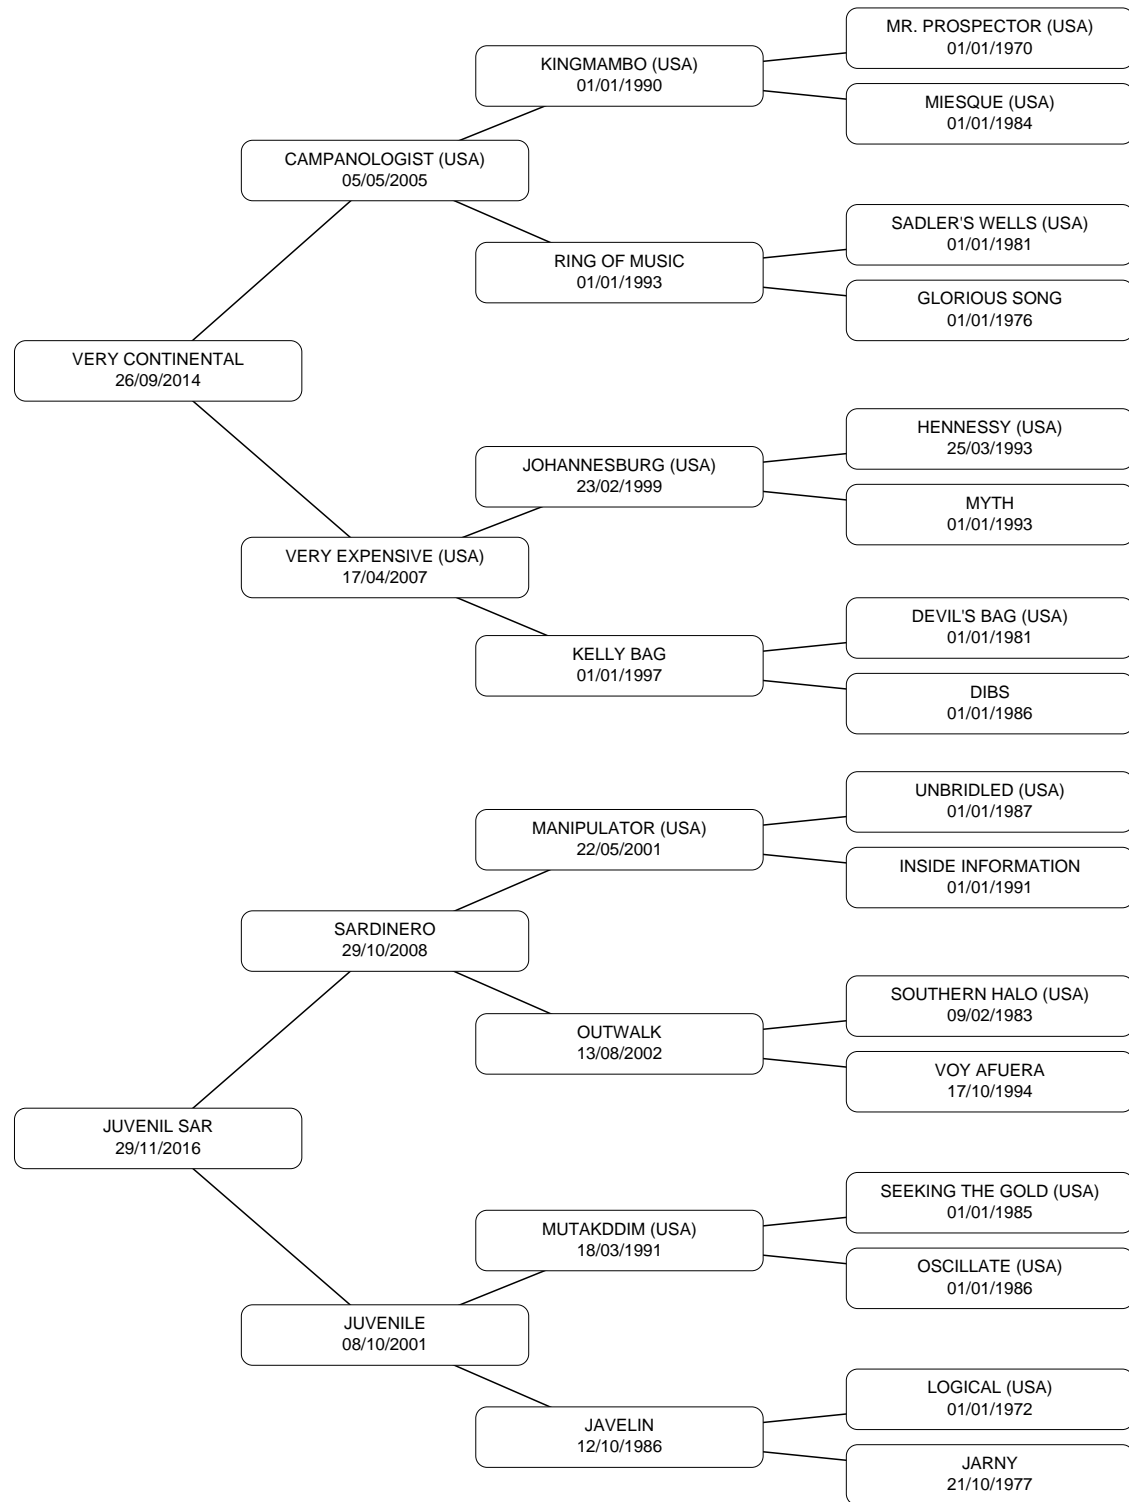 MR. PROSPECTOR (USA)
01/01/1970
KINGMAMBO (USA)
01/01/1990
MIESQUE (USA)
01/01/1984
CAMPANOLOGIST (USA)
05/05/2005
SADLER'S WELLS (USA)
01/01/1981
RING OF MUSIC
01/01/1993
GLORIOUS SONG
01/01/1976
VERY CONTINENTAL
26/09/2014
HENNESSY (USA)
25/03/1993
JOHANNESBURG (USA)
23/02/1999
MYTH
01/01/1993
VERY EXPENSIVE (USA)
17/04/2007
DEVIL'S BAG (USA)
01/01/1981
KELLY BAG
01/01/1997
DIBS
01/01/1986
UNBRIDLED (USA)
01/01/1987
MANIPULATOR (USA)
22/05/2001
INSIDE INFORMATION
01/01/1991
SARDINERO
29/10/2008
SOUTHERN HALO (USA)
09/02/1983
OUTWALK
13/08/2002
VOY AFUERA
17/10/1994
JUVENIL SAR
29/11/2016
SEEKING THE GOLD (USA)
01/01/1985
MUTAKDDIM (USA)
18/03/1991
OSCILLATE (USA)
01/01/1986
JUVENILE
08/10/2001
LOGICAL (USA)
01/01/1972
JAVELIN
12/10/1986
JARNY
21/10/1977